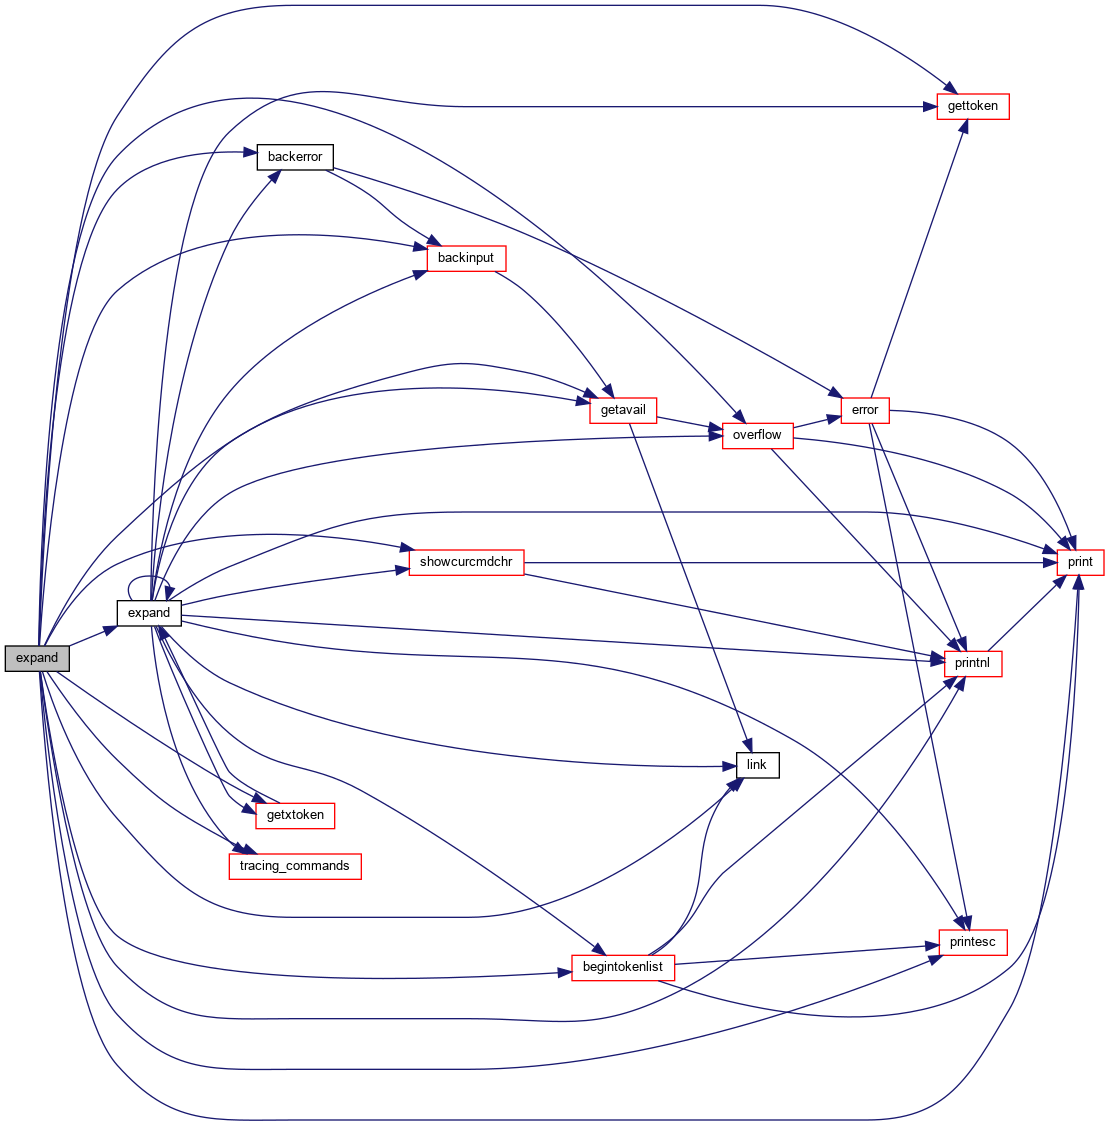 gettoken
backerror
backinput
getavail
error
overflow
showcurcmdchr
print
expand
expand
printnl
link
getxtoken
tracing_commands
printesc
begintokenlist